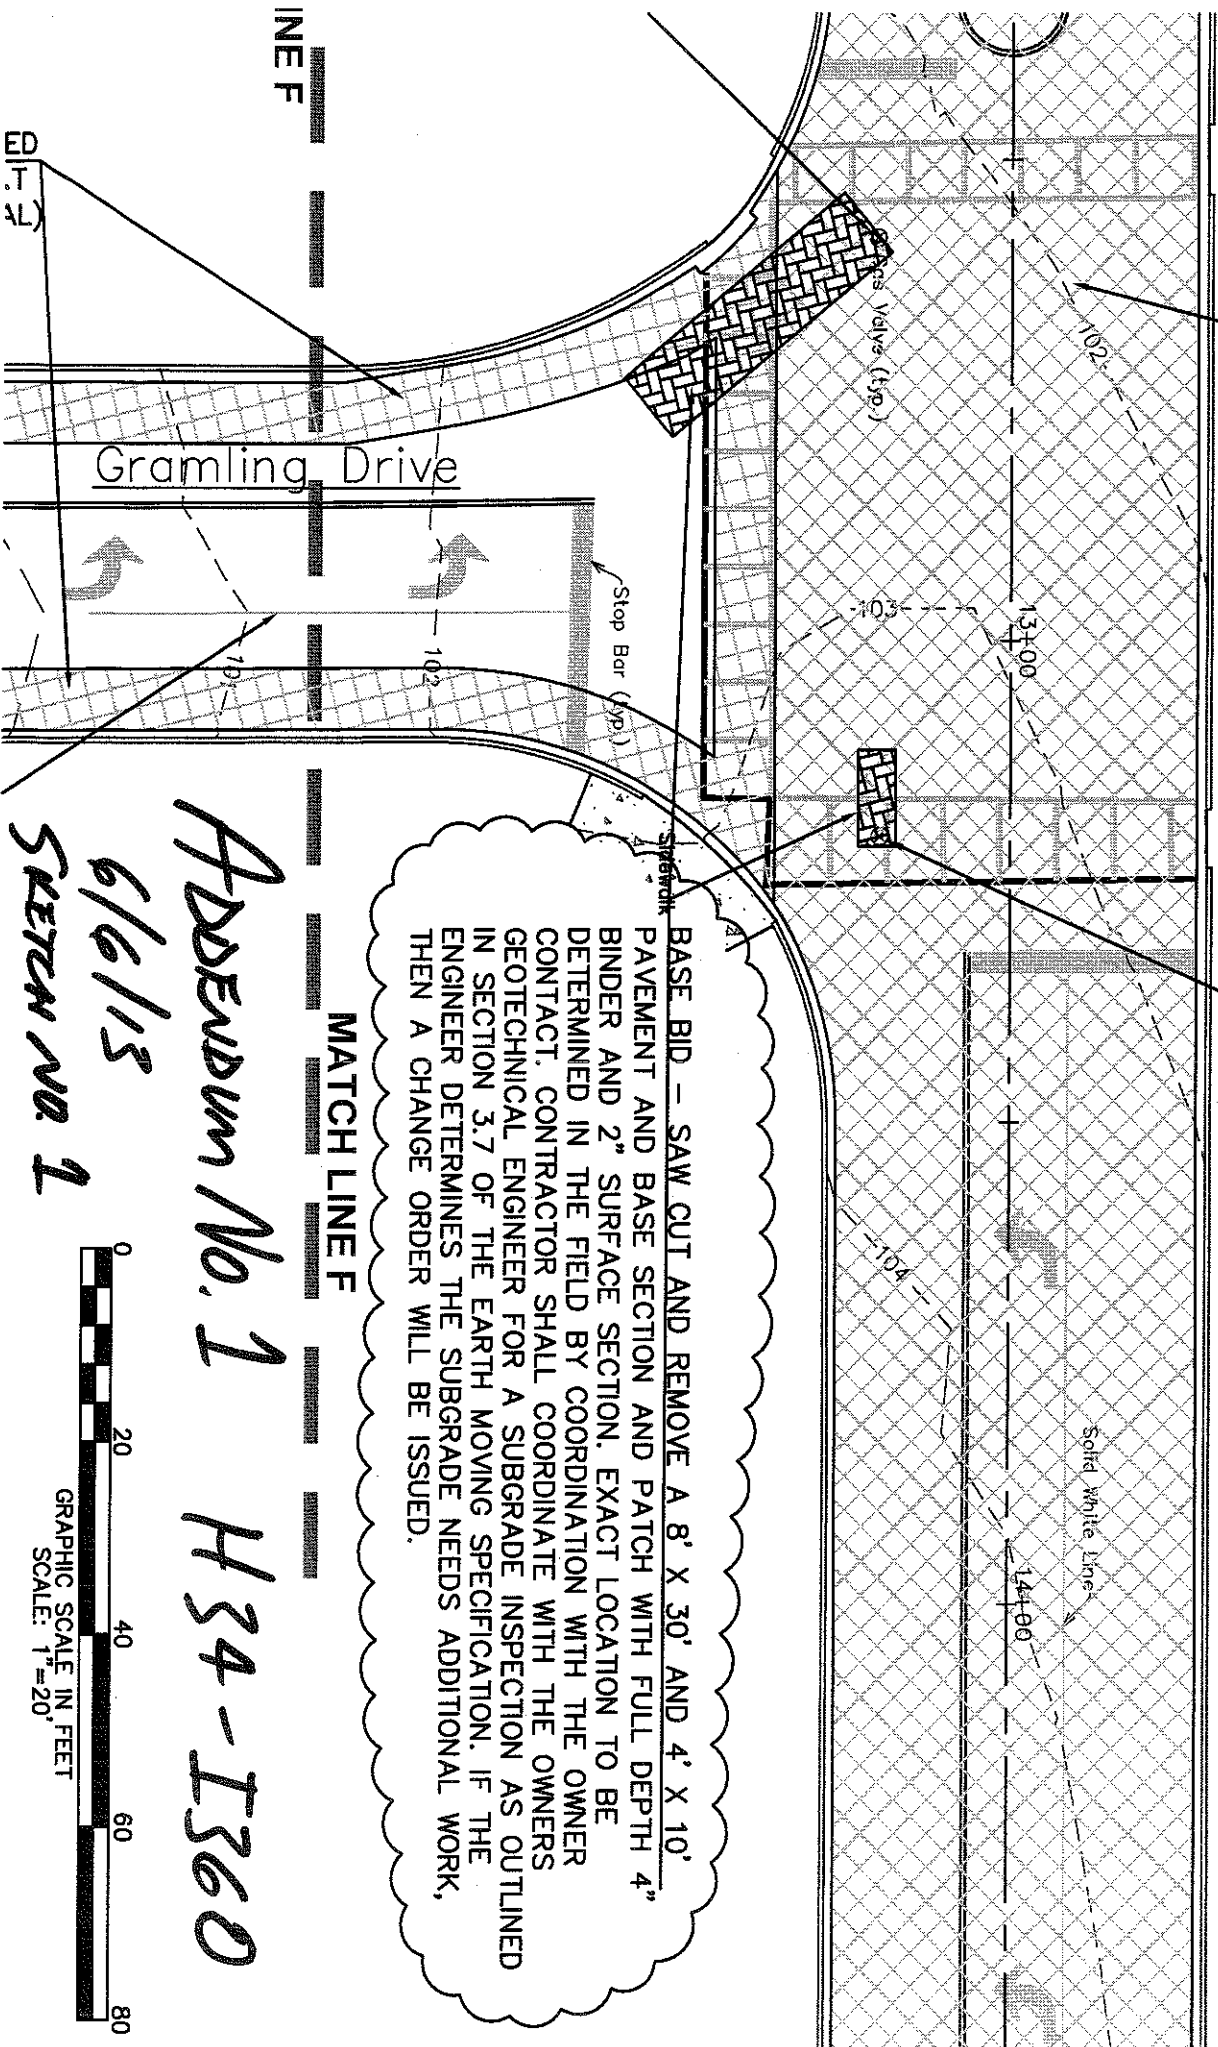 Solid White Line
14+00
13+00
104
103
102
Gas Valve (typ.)
Stop Bar (typ.)
Sidewalk
BASE BID – SAW CUT AND REMOVE A 8' X 30' AND 4' X 10'
PAVEMENT AND BASE SECTION AND PATCH WITH FULL DEPTH 4"
BINDER AND 2" SURFACE SECTION. EXACT LOCATION TO BE
DETERMINED IN THE FIELD BY COORDINATION WITH THE OWNER
CONTACT. CONTRACTOR SHALL COORDINATE WITH THE OWNERS
GEOTECHNICAL ENGINEER FOR A SUBGRADE INSPECTION AS OUTLINED
IN SECTION 3.7 OF THE EARTH MOVING SPECIFICATION. IF THE
ENGINEER DETERMINES THE SUBGRADE NEEDS ADDITIONAL WORK,
THEN A CHANGE ORDER WILL BE ISSUED.
102
101
Gramling Drive
INE F
MATCH LINE F
ED
.T
AL)
ADDENDUM NO. 1 H34-I360
6/6/13
SKETCH NO. 1
0 20 40 60 80
GRAPHIC SCALE IN FEET
SCALE: 1"=20'